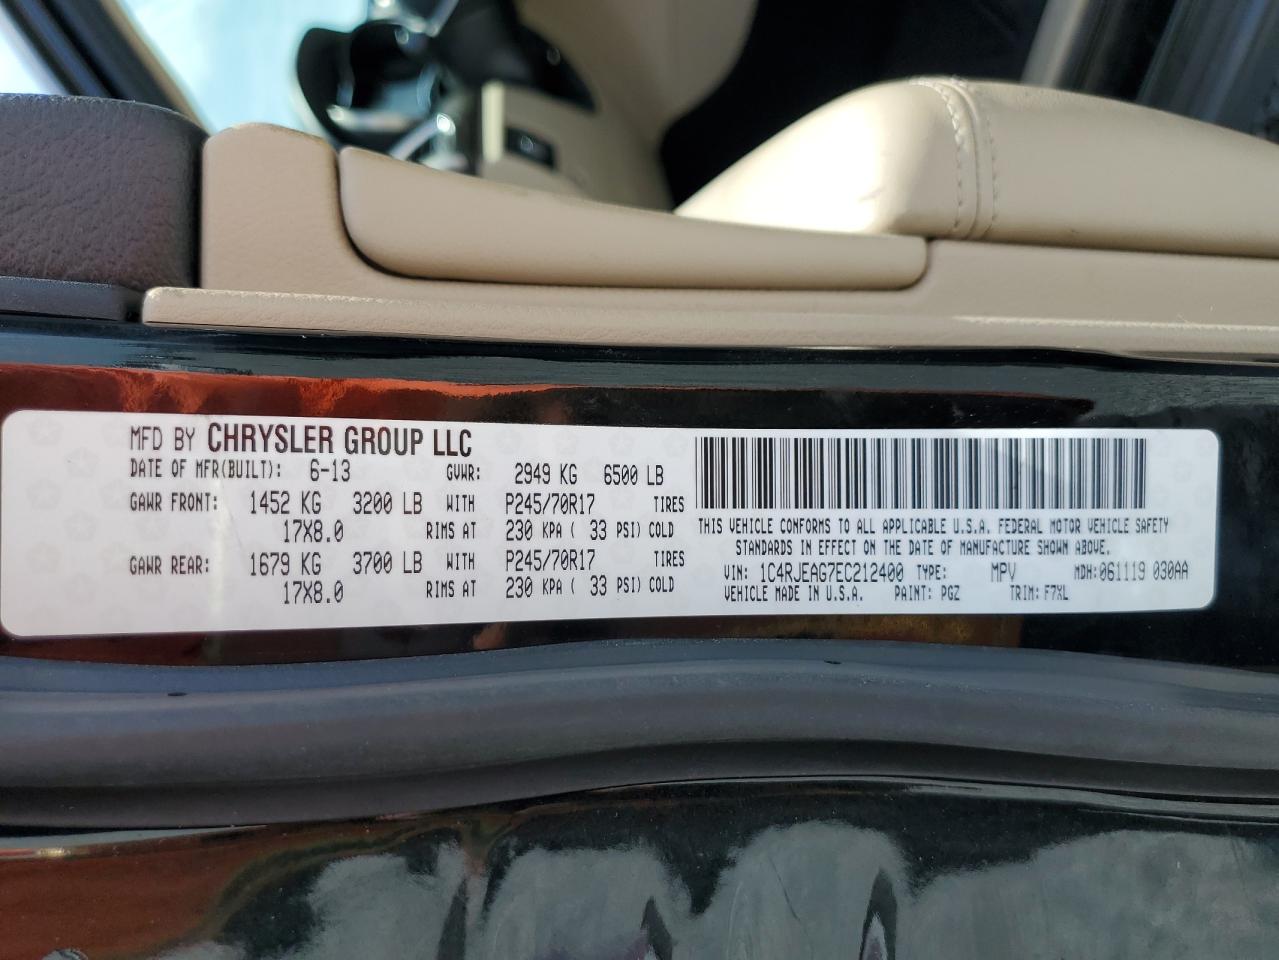 MFD BY CHRYSLER GROUP LLC
DATE OF MFR(BUILT): 6-13 GVWR: 2949 KG 6500 LB
GAWR FRONT: 1452 KG 3200 LB WITH P245/70R17 TIRES
17X8.0 RIMS AT 230 KPA ( 33 PSI) COLD
GAWR REAR: 1679 KG 3700 LB WITH P245/70R17 TIRES
17X8.0 RIMS AT 230 KPA ( 33 PSI) COLD
THIS VEHICLE CONFORMS TO ALL APPLICABLE U.S.A. FEDERAL MOTOR VEHICLE SAFETY
STANDARDS IN EFFECT ON THE DATE OF MANUFACTURE SHOWN ABOVE.
VIN: 1C4RJEAG7EC212400 TYPE: MPV MDH:061119 030AA
VEHICLE MADE IN U.S.A. PAINT: PGZ TRIM: F7XL